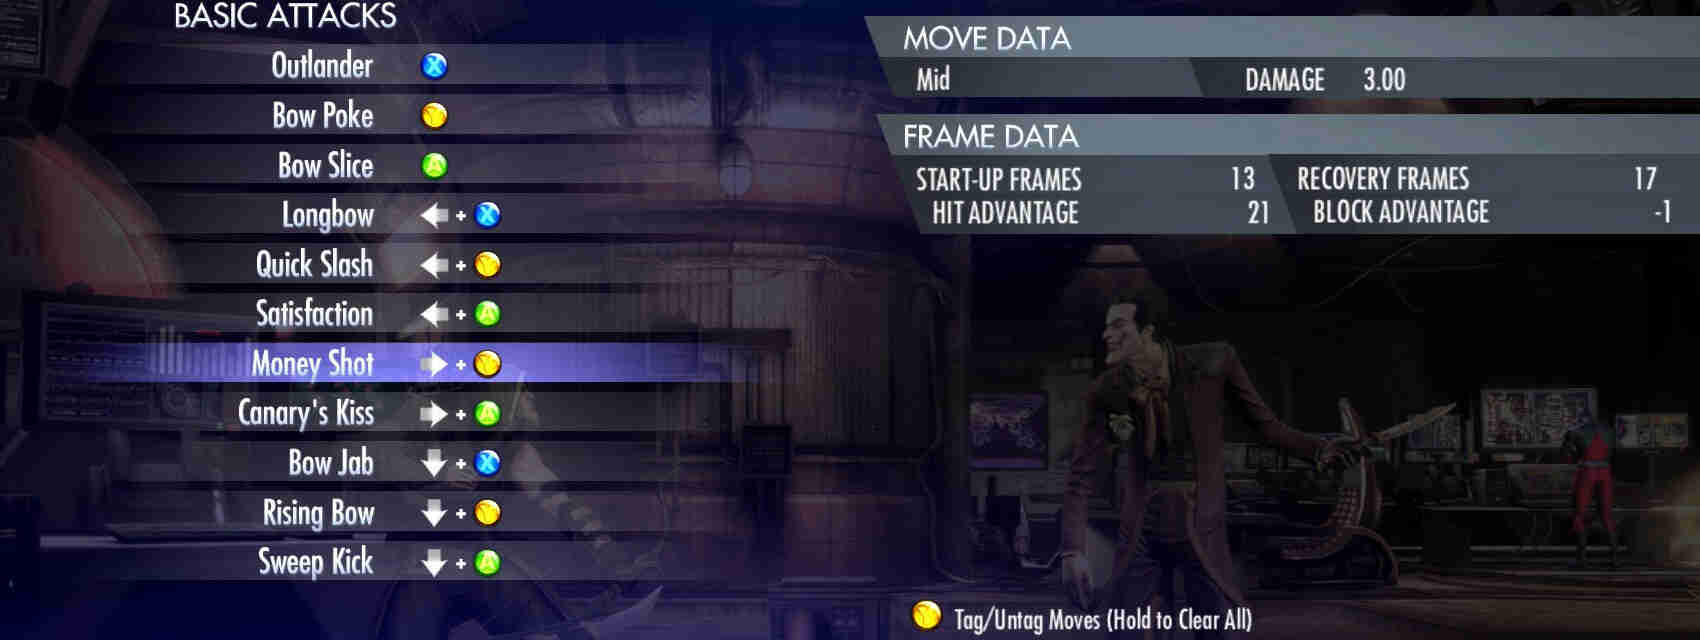 BASIC ATTACKS
Outlander X
Bow Poke Y
Bow Slice A
Longbow + X
Quick Slash + Y
Satisfaction + A
Money Shot + Y
Canary's Kiss + A
Bow Jab + X
Rising Bow + Y
Sweep Kick + A
MOVE DATA
Mid DAMAGE 3.00
FRAME DATA
START-UP FRAMES 13 RECOVERY FRAMES 17
HIT ADVANTAGE 21 BLOCK ADVANTAGE -1
Y Tag/Untag Moves (Hold to Clear All)